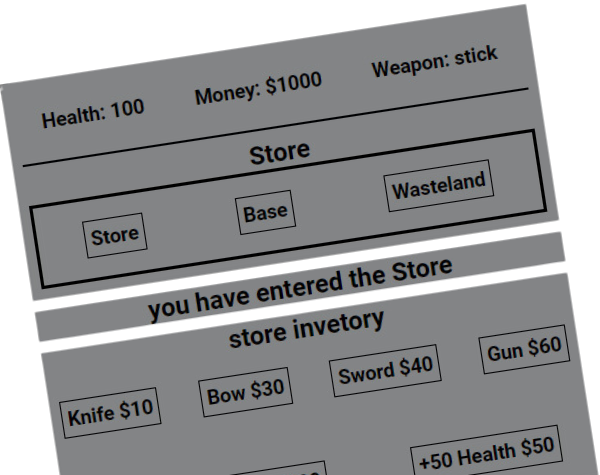 Health: 100 Money: $1000 Weapon: stick
Store
Store Base Wasteland
you have entered the Store
store invetory
Knife $10 Bow $30 Sword $40 Gun $60
+50 Health $50